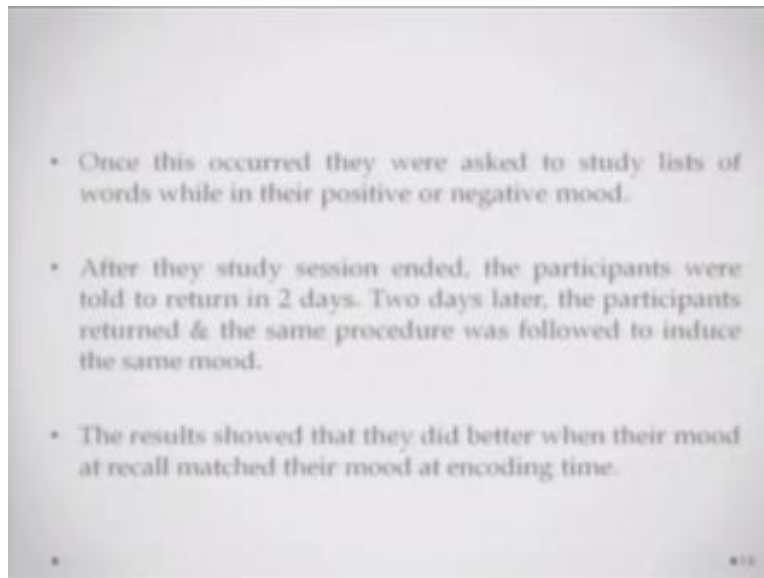 • Once this occurred they were asked to study lists of
words while in their positive or negative mood.
• After they study session ended, the participants were
told to return in 2 days. Two days later, the participants
returned & the same procedure was followed to induce
the same mood.
• The results showed that they did better when their mood
at recall matched their mood at encoding time.